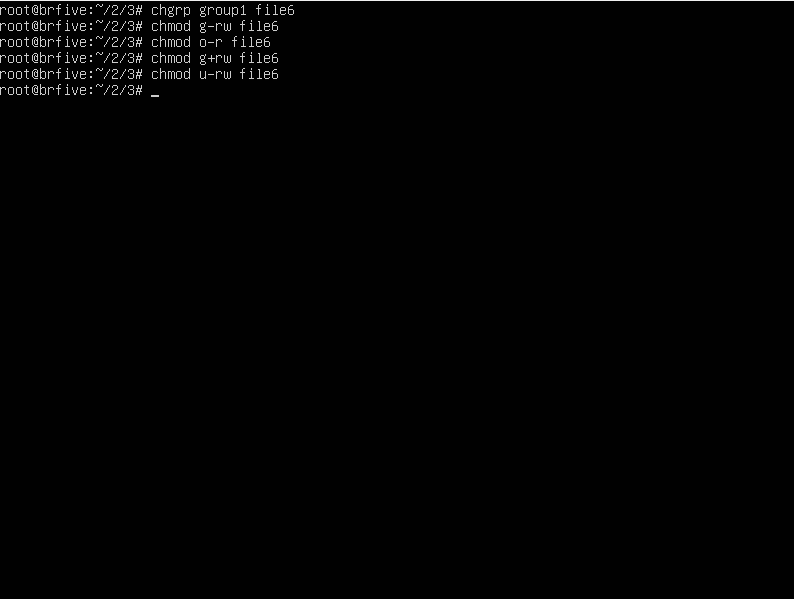 root@brfive:~/2/3# chgrp group1 file6
root@brfive:~/2/3# chmod g-rw file6
root@brfive:~/2/3# chmod o-r file6
root@brfive:~/2/3# chmod g+rw file6
root@brfive:~/2/3# chmod u-rw file6
root@brfive:~/2/3# _